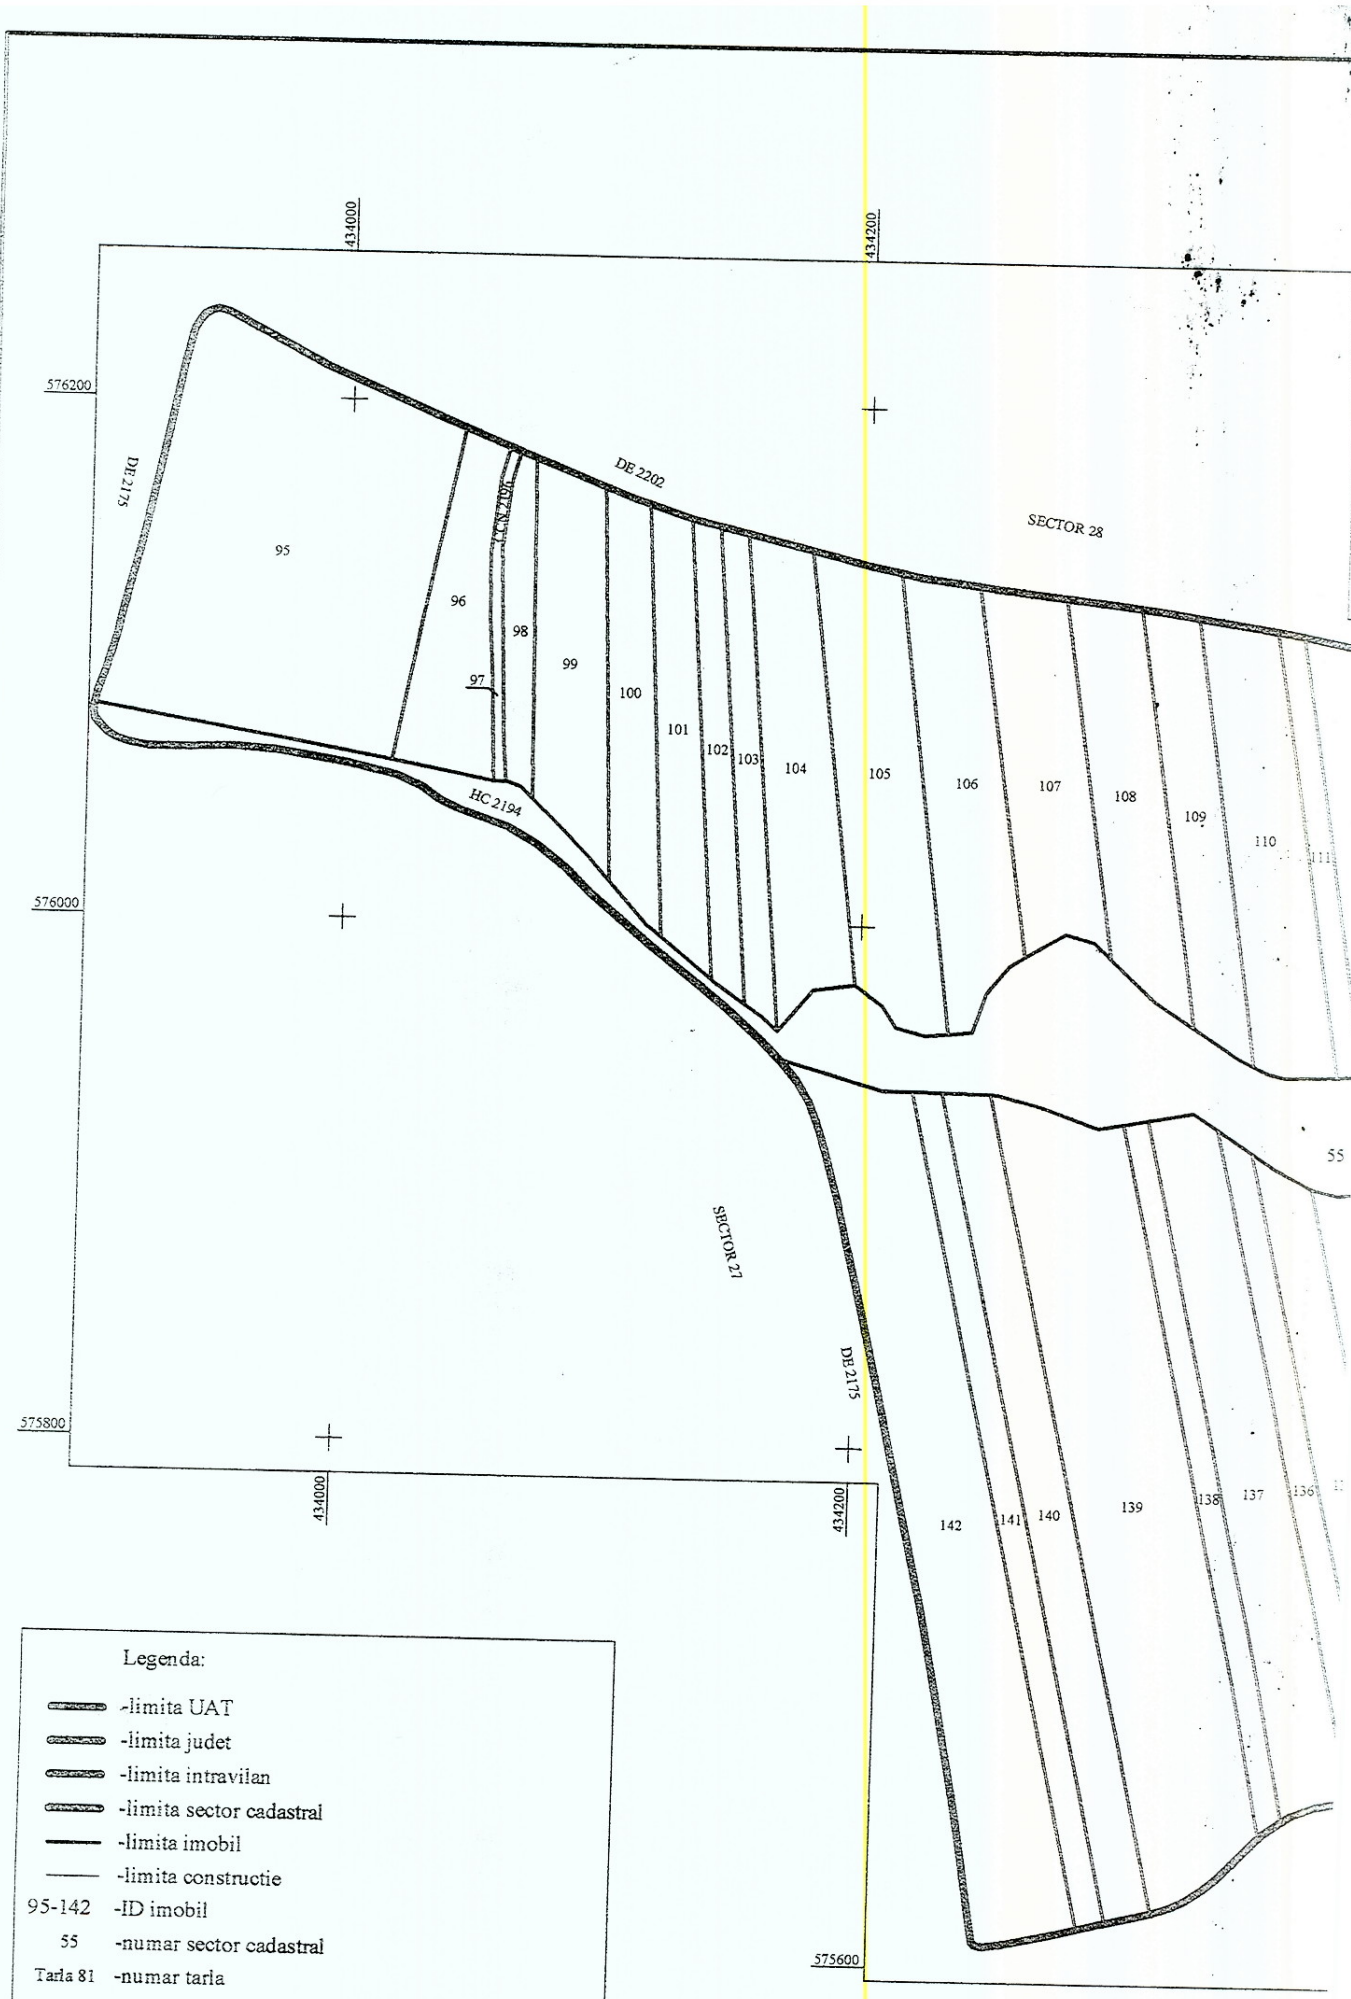 434000
434200
576200
DE 2175
DE 2202
SECTOR 28
95
96
97
98
99
100
101
102
103
104
105
106
107
108
109
110
111
HC 2194
576000
55
SECTOR 27
DE 2175
575800
434000
434200
142
141
140
139
138
137
136
575600
Legenda:
-limita UAT
-limita judet
-limita intravilan
-limita sector cadastral
-limita imobil
-limita constructie
95-142 -ID imobil
55 -numar sector cadastral
Tarla 81 -numar tarla